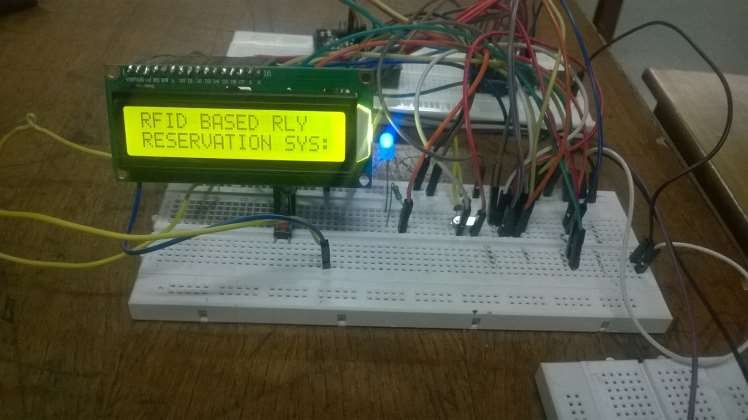 RFID BASED RLY
RESERVATION SYS: